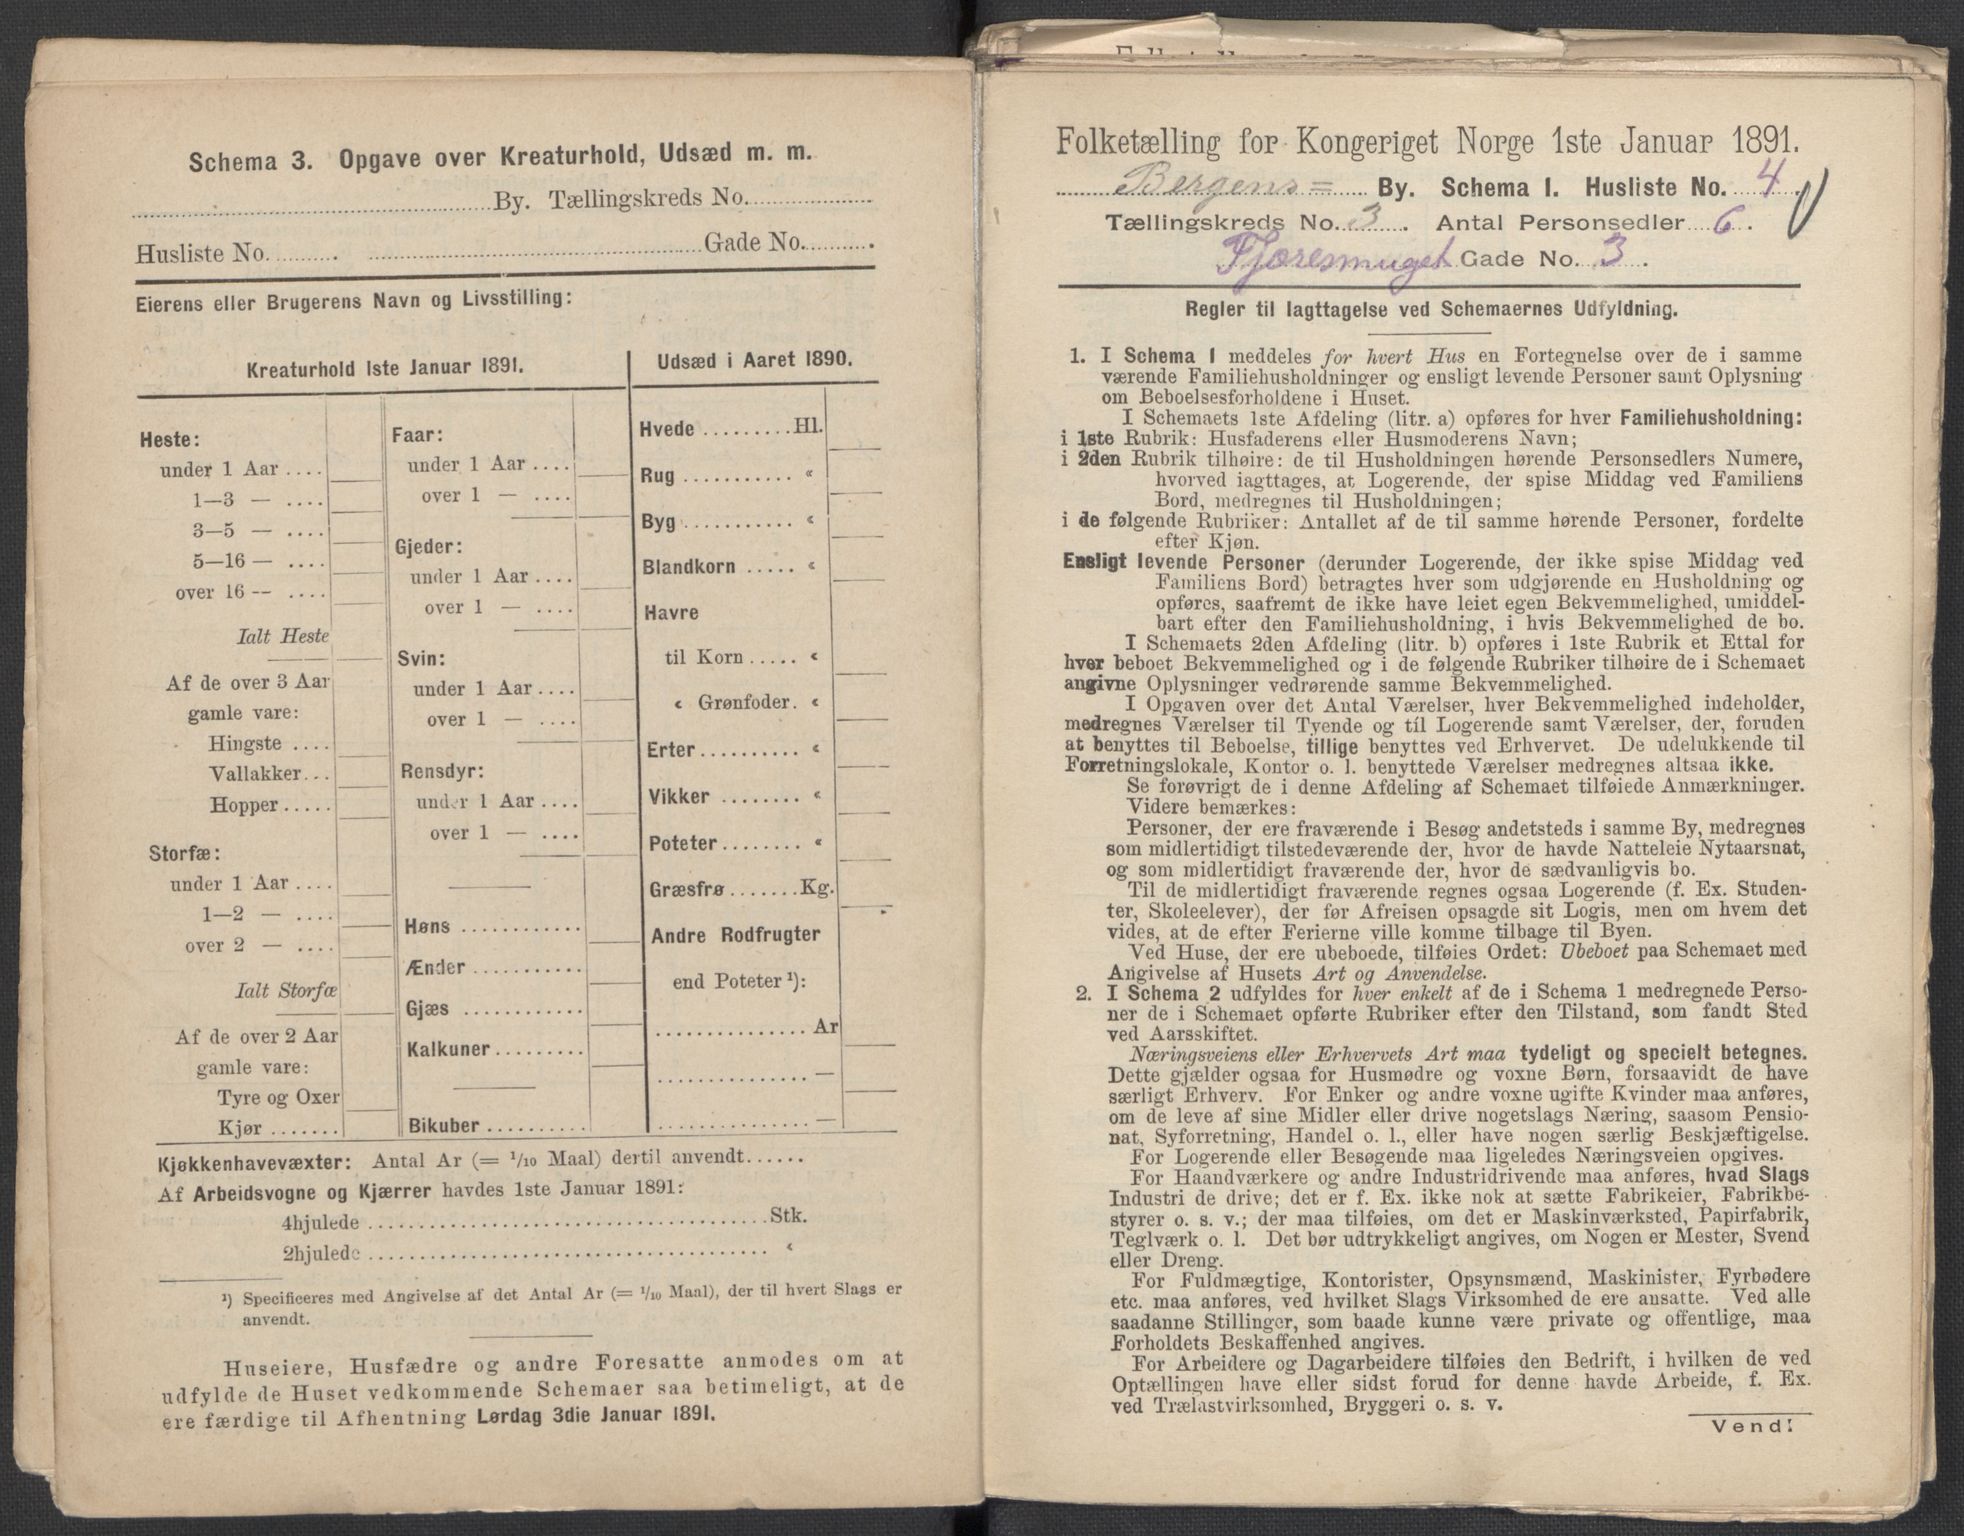 Schema 3. Opgave over Kreaturhold, Udsæd m. m.
By. Tællingskreds No.
Husliste No. Gade No.
Eierens eller Brugerens Navn og Livsstilling:
Kreaturhold 1ste Januar 1891.
Heste:
under 1 Aar ....
1—3 — ....
3—5 — ....
5—16 — ....
over 16 -- ....
Ialt Heste
Af de over 3 Aar
gamle vare:
Hingste ....
Vallakker...
Hopper.....
Storfæ:
under 1 Aar ....
1—2 — ....
over 2 — ....
Ialt Storfæ
Af de over 2 Aar
gamle vare:
Tyre og Oxer
Kjør .......
Faar:
under 1 Aar ....
over 1 — ....
Gjeder:
under 1 Aar ....
over 1 — ....
Svin:
under 1 Aar ....
over 1 — ....
Rensdyr:
under 1 Aar ....
over 1 — ....
Høns ............
Ænder ...........
Gjæs ............
Kalkuner.........
Bikuber ..........
Udsæd i Aaret 1890.
Hvede .........Hl.
Rug ........... «
Byg ........... «
Blandkorn ..... «
Havre
til Korn ..... «
« Grønfoder. «
Erter .......... «
Vikker ........ «
Poteter........ «
Græsfrø .......Kg.
Andre Rodfrugter
end Poteter ¹):
............... Ar
............... —
............... —
Kjøkkenhavevæxter: Antal Ar (= 1/10 Maal) dertil anvendt......
Af Arbeidsvogne og Kjærrer havdes 1ste Januar 1891:
4hjulede ........................................Stk.
2hjulede ........................................ «
¹) Specificeres med Angivelse af det Antal Ar (= 1/10 Maal), der til hvert Slags er
anvendt.
Huseiere, Husfædre og andre Foresatte anmodes om at
udfylde de Huset vedkommende Schemaer saa betimeligt, at de
ere færdige til Afhentning Lørdag 3die Januar 1891.
Folketælling for Kongeriget Norge 1ste Januar 1891.
Bergens= By. Schema 1. Husliste No. 4.
Tællingskreds No. 3. Antal Personsedler 6.
Fjæresmuget Gade No. 3.
Regler til Iagttagelse ved Schemaernes Udfyldning.
1. I Schema 1 meddeles for hvert Hus en Fortegnelse over de i samme
værende Familiehusholdninger og ensligt levende Personer samt Oplysning
om Beboelsesforholdene i Huset.
I Schemaets 1ste Afdeling (litr. a) opføres for hver Familiehusholdning:
i 1ste Rubrik: Husfaderens eller Husmoderens Navn;
i 2den Rubrik tilhøire: de til Husholdningen hørende Personsedlers Numere,
hvorved iagttages, at Logerende, der spise Middag ved Familiens
Bord, medregnes til Husholdningen;
i de følgende Rubriker: Antallet af de til samme hørende Personer, fordelte
efter Kjøn.
Ensligt levende Personer (derunder Logerende, der ikke spise Middag ved
Familiens Bord) betragtes hver som udgjørende en Husholdning og
opføres, saafremt de ikke have leiet egen Bekvemmelighed, umiddel-
bart efter den Familiehusholdning, i hvis Bekvemmelighed de bo.
I Schemaets 2den Afdeling (litr. b) opføres i 1ste Rubrik et Ettal for
hver beboet Bekvemmelighed og i de følgende Rubriker tilhøire de i Schemaet
angivne Oplysninger vedrørende samme Bekvemmelighed.
I Opgaven over det Antal Værelser, hver Bekvemmelighed indeholder,
medregnes Værelser til Tyende og til Logerende samt Værelser, der, foruden
at benyttes til Beboelse, tillige benyttes ved Erhvervet. De udelukkende til
Forretningslokale, Kontor o. l. benyttede Værelser medregnes altsaa ikke.
Se forøvrigt de i denne Afdeling af Schemaet tilføiede Anmærkninger.
Videre bemærkes:
Personer, der ere fraværende i Besøg andetsteds i samme By, medregnes
som midlertidigt tilstedeværende der, hvor de havde Natteleie Nytaarsnat,
og som midlertidigt fraværende der, hvor de sædvanligvis bo.
Til de midlertidigt fraværende regnes ogsaa Logerende (f. Ex. Studen-
ter, Skoleelever), der før Afreisen opsagde sit Logis, men om hvem det
vides, at de efter Ferierne ville komme tilbage til Byen.
Ved Huse, der ere ubeboede, tilføies Ordet: Ubeboet paa Schemaet med
Angivelse af Husets Art og Anvendelse.
2. I Schema 2 udfyldes for hver enkelt af de i Schema 1 medregnede Perso-
ner de i Schemaet opførte Rubriker efter den Tilstand, som fandt Sted
ved Aarsskiftet.
Næringsveiens eller Erhvervets Art maa tydeligt og specielt betegnes.
Dette gjælder ogsaa for Husmødre og voxne Børn, forsaavidt de have
særligt Erhverv. For Enker og andre voxne ugifte Kvinder maa anføres,
om de leve af sine Midler eller drive nogetslags Næring, saasom Pensio-
nat, Syforretning, Handel o. l., eller have nogen særlig Beskjæftigelse.
For Logerende eller Besøgende maa ligeledes Næringsveien opgives.
For Haandværkere og andre Industridrivende maa anføres, hvad Slags
Industri de drive; det er f. Ex. ikke nok at sætte Fabrikeier, Fabrikbe-
styrer o. s. v.; der maa tilføies, om det er Maskinværksted, Papirfabrik,
Teglværk o. l. Det bør udtrykkeligt angives, om Nogen er Mester, Svend
eller Dreng.
For Fuldmægtige, Kontorister, Opsynsmænd, Maskinister, Fyrbødere
etc. maa anføres, ved hvilket Slags Virksomhed de ere ansatte. Ved alle
saadanne Stillinger, som baade kunne være private og offentlige, maa
Forholdets Beskaffenhed angives.
For Arbeidere og Dagarbeidere tilføies den Bedrift, i hvilken de ved
Optællingen have eller sidst forud for denne havde Arbeide, f. Ex.
ved Trælastvirksomhed, Bryggeri o. s. v.
Vend!